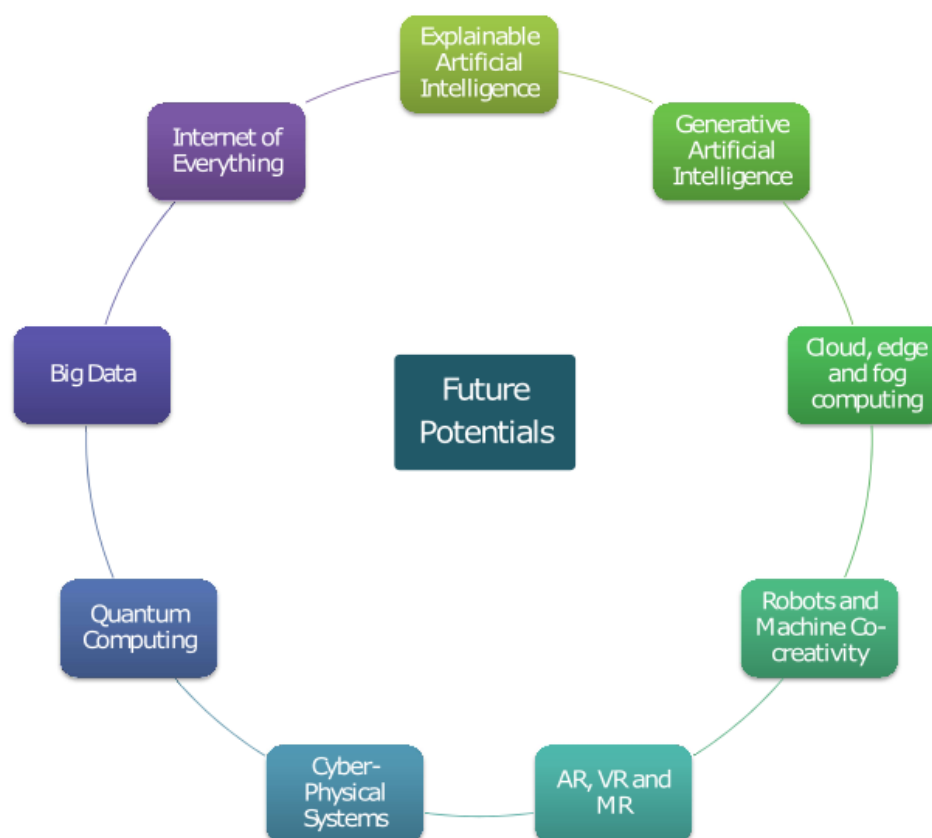 Explainable
Artificial
Intelligence
Generative
Artificial
Intelligence
Cloud, edge
and fog
computing
Robots and
Machine Co-
creativity
AR, VR and
MR
Cyber-
Physical
Systems
Quantum
Computing
Big Data
Internet of
Everything
Future
Potentials